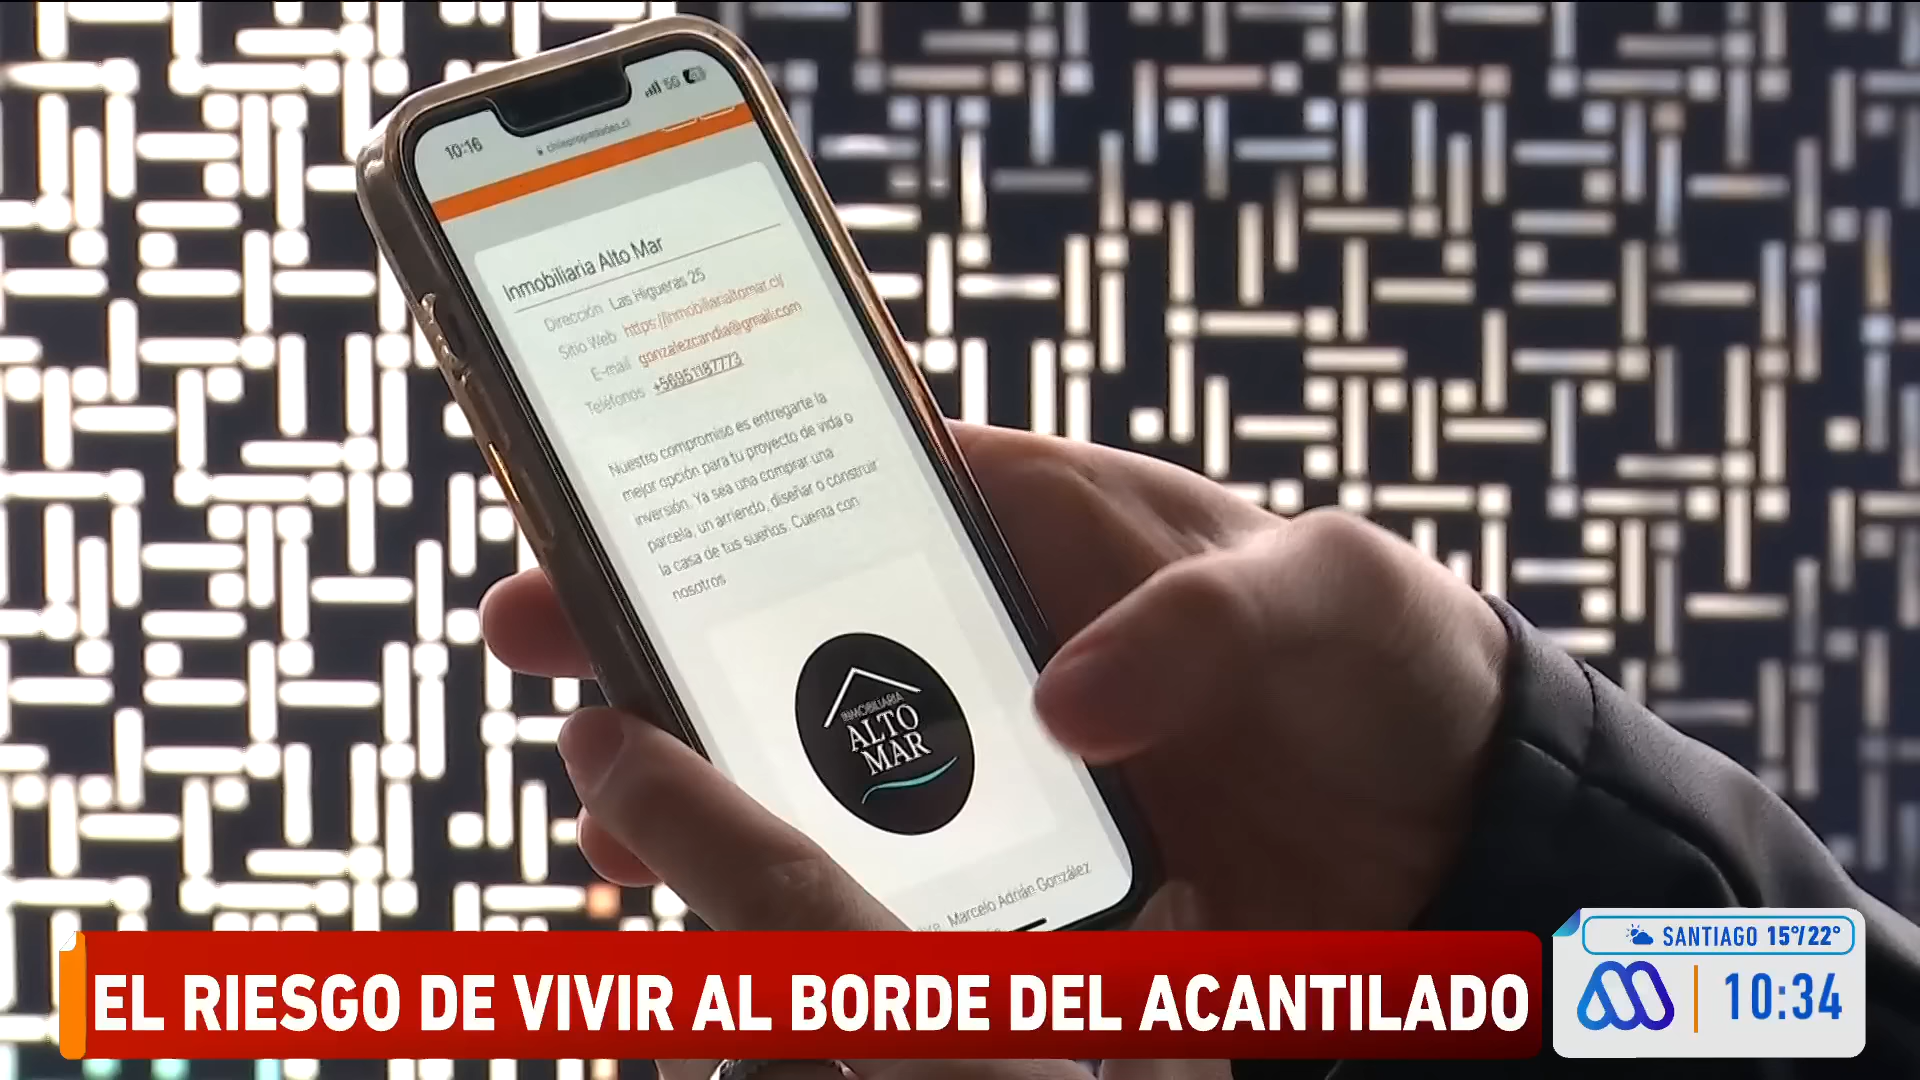 10:16
5G
chilepropiedades.cl
Inmobiliaria Alto Mar
Dirección Las Higueras 25
Sitio Web https://inmobiliariaaltomar.cl/
E-mail gonzalezcandia@gmail.com
Teléfonos +56951187773
Nuestro compromiso es entregarte la
mejor opción para tu proyecto de vida o
inversión. Ya sea una comprar una
parcela, un arriendo, diseñar o construir
la casa de tus sueños. Cuenta con
nosotros
INMOBILIARIA
ALTO
MAR
Marcelo Adrián González
EL RIESGO DE VIVIR AL BORDE DEL ACANTILADO
SANTIAGO 15°/22°
10:34